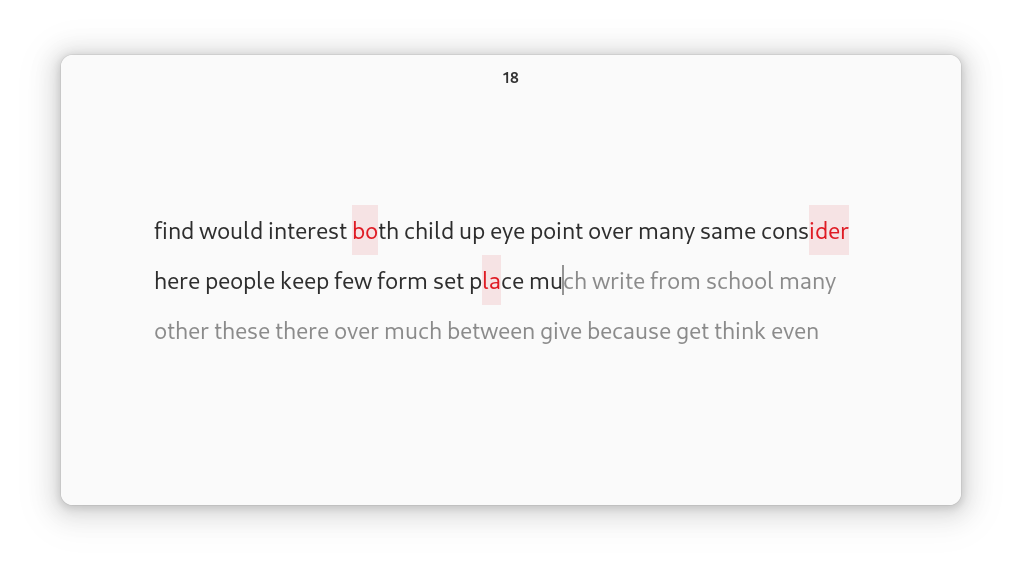 18
find would interest both child up eye point over many same consider
here people keep few form set place much write from school many
other these there over much between give because get think even